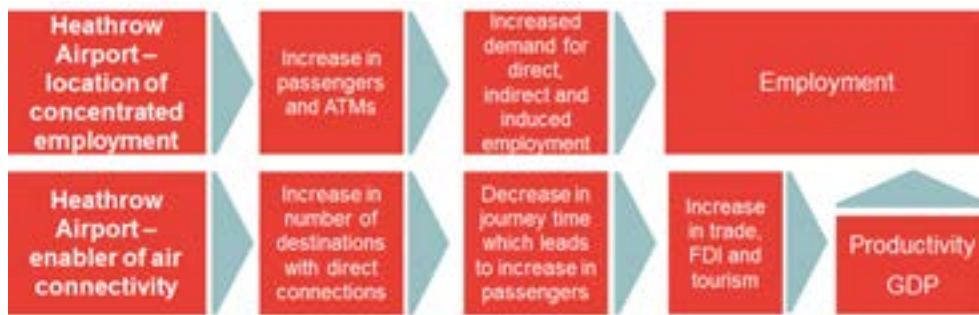 Heathrow
Airport –
location of
concentrated
employment
Increase in
passengers
and ATMs
Increased
demand for
direct,
indirect and
induced
employment
Employment
Heathrow
Airport –
enabler of air
connectivity
Increase in
number of
destinations
with direct
connections
Decrease in
journey time
which leads
to increase in
passengers
Increase
in trade,
FDI and
tourism
Productivity
GDP